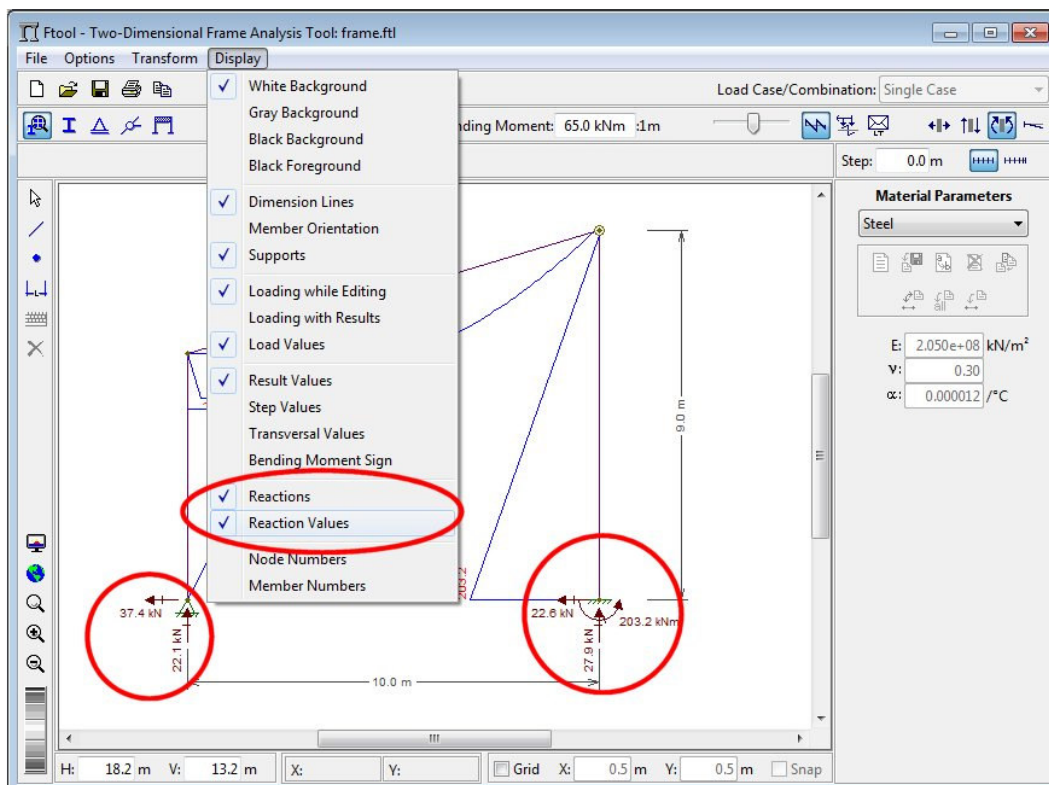 Ftool - Two-Dimensional Frame Analysis Tool: frame.ftl
File Options Transform Display
Load Case/Combination: Single Case
nding Moment: 65.0 kNm :1m
Step: 0.0 m
White Background
Gray Background
Black Background
Black Foreground
Dimension Lines
Member Orientation
Supports
Loading while Editing
Loading with Results
Load Values
Result Values
Step Values
Transversal Values
Bending Moment Sign
Reactions
Reaction Values
Node Numbers
Member Numbers
Material Parameters
Steel
all
E: 2.050e+08 kN/m²
ν: 0.30
α: 0.000012 /°C
9.0 m
203.2
37.4 kN
22.1 kN
22.6 kN
203.2 kNm
27.9 kN
10.0 m
H: 18.2 m V: 13.2 m X: Y: Grid X: 0.5 m Y: 0.5 m Snap